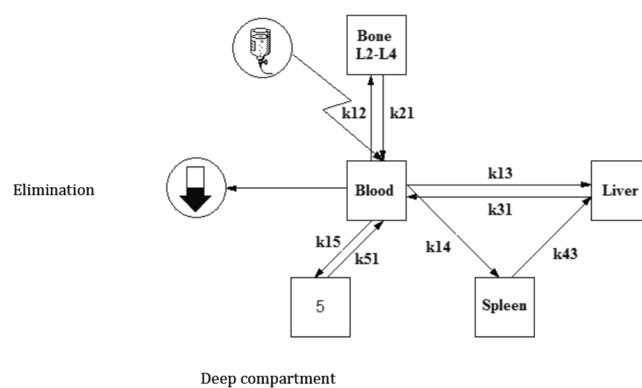 Bone
L2-L4
k12
k21
Elimination
Blood
k13
k31
Liver
k15
k51
k14
k43
5
Spleen
Deep compartment